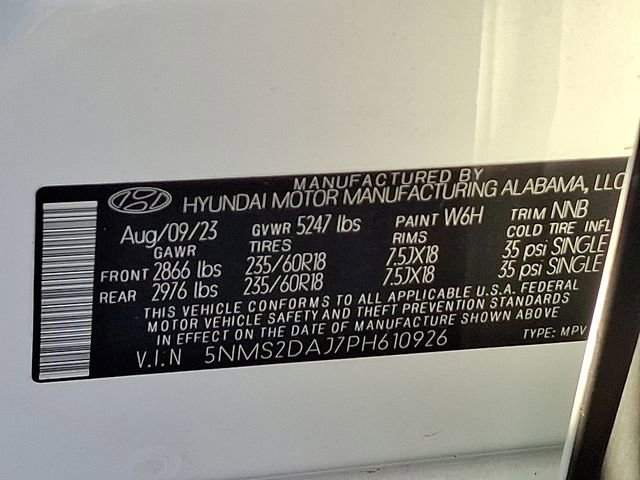 MANUFACTURED BY
HYUNDAI MOTOR MANUFACTURING ALABAMA, LLC
Aug/09/23 GVWR 5247 lbs PAINT W6H TRIM NNB
GAWR TIRES RIMS COLD TIRE INFL
FRONT 2866 lbs 235/60R18 7.5JX18 35 psi SINGLE
REAR 2976 lbs 235/60R18 7.5JX18 35 psi SINGLE
THIS VEHICLE CONFORMS TO ALL APPLICABLE U.S.A. FEDERAL
MOTOR VEHICLE SAFETY AND THEFT PREVENTION STANDARDS
IN EFFECT ON THE DATE OF MANUFACTURE SHOWN ABOVE
V.I.N 5NMS2DAJ7PH610926 TYPE: MPV